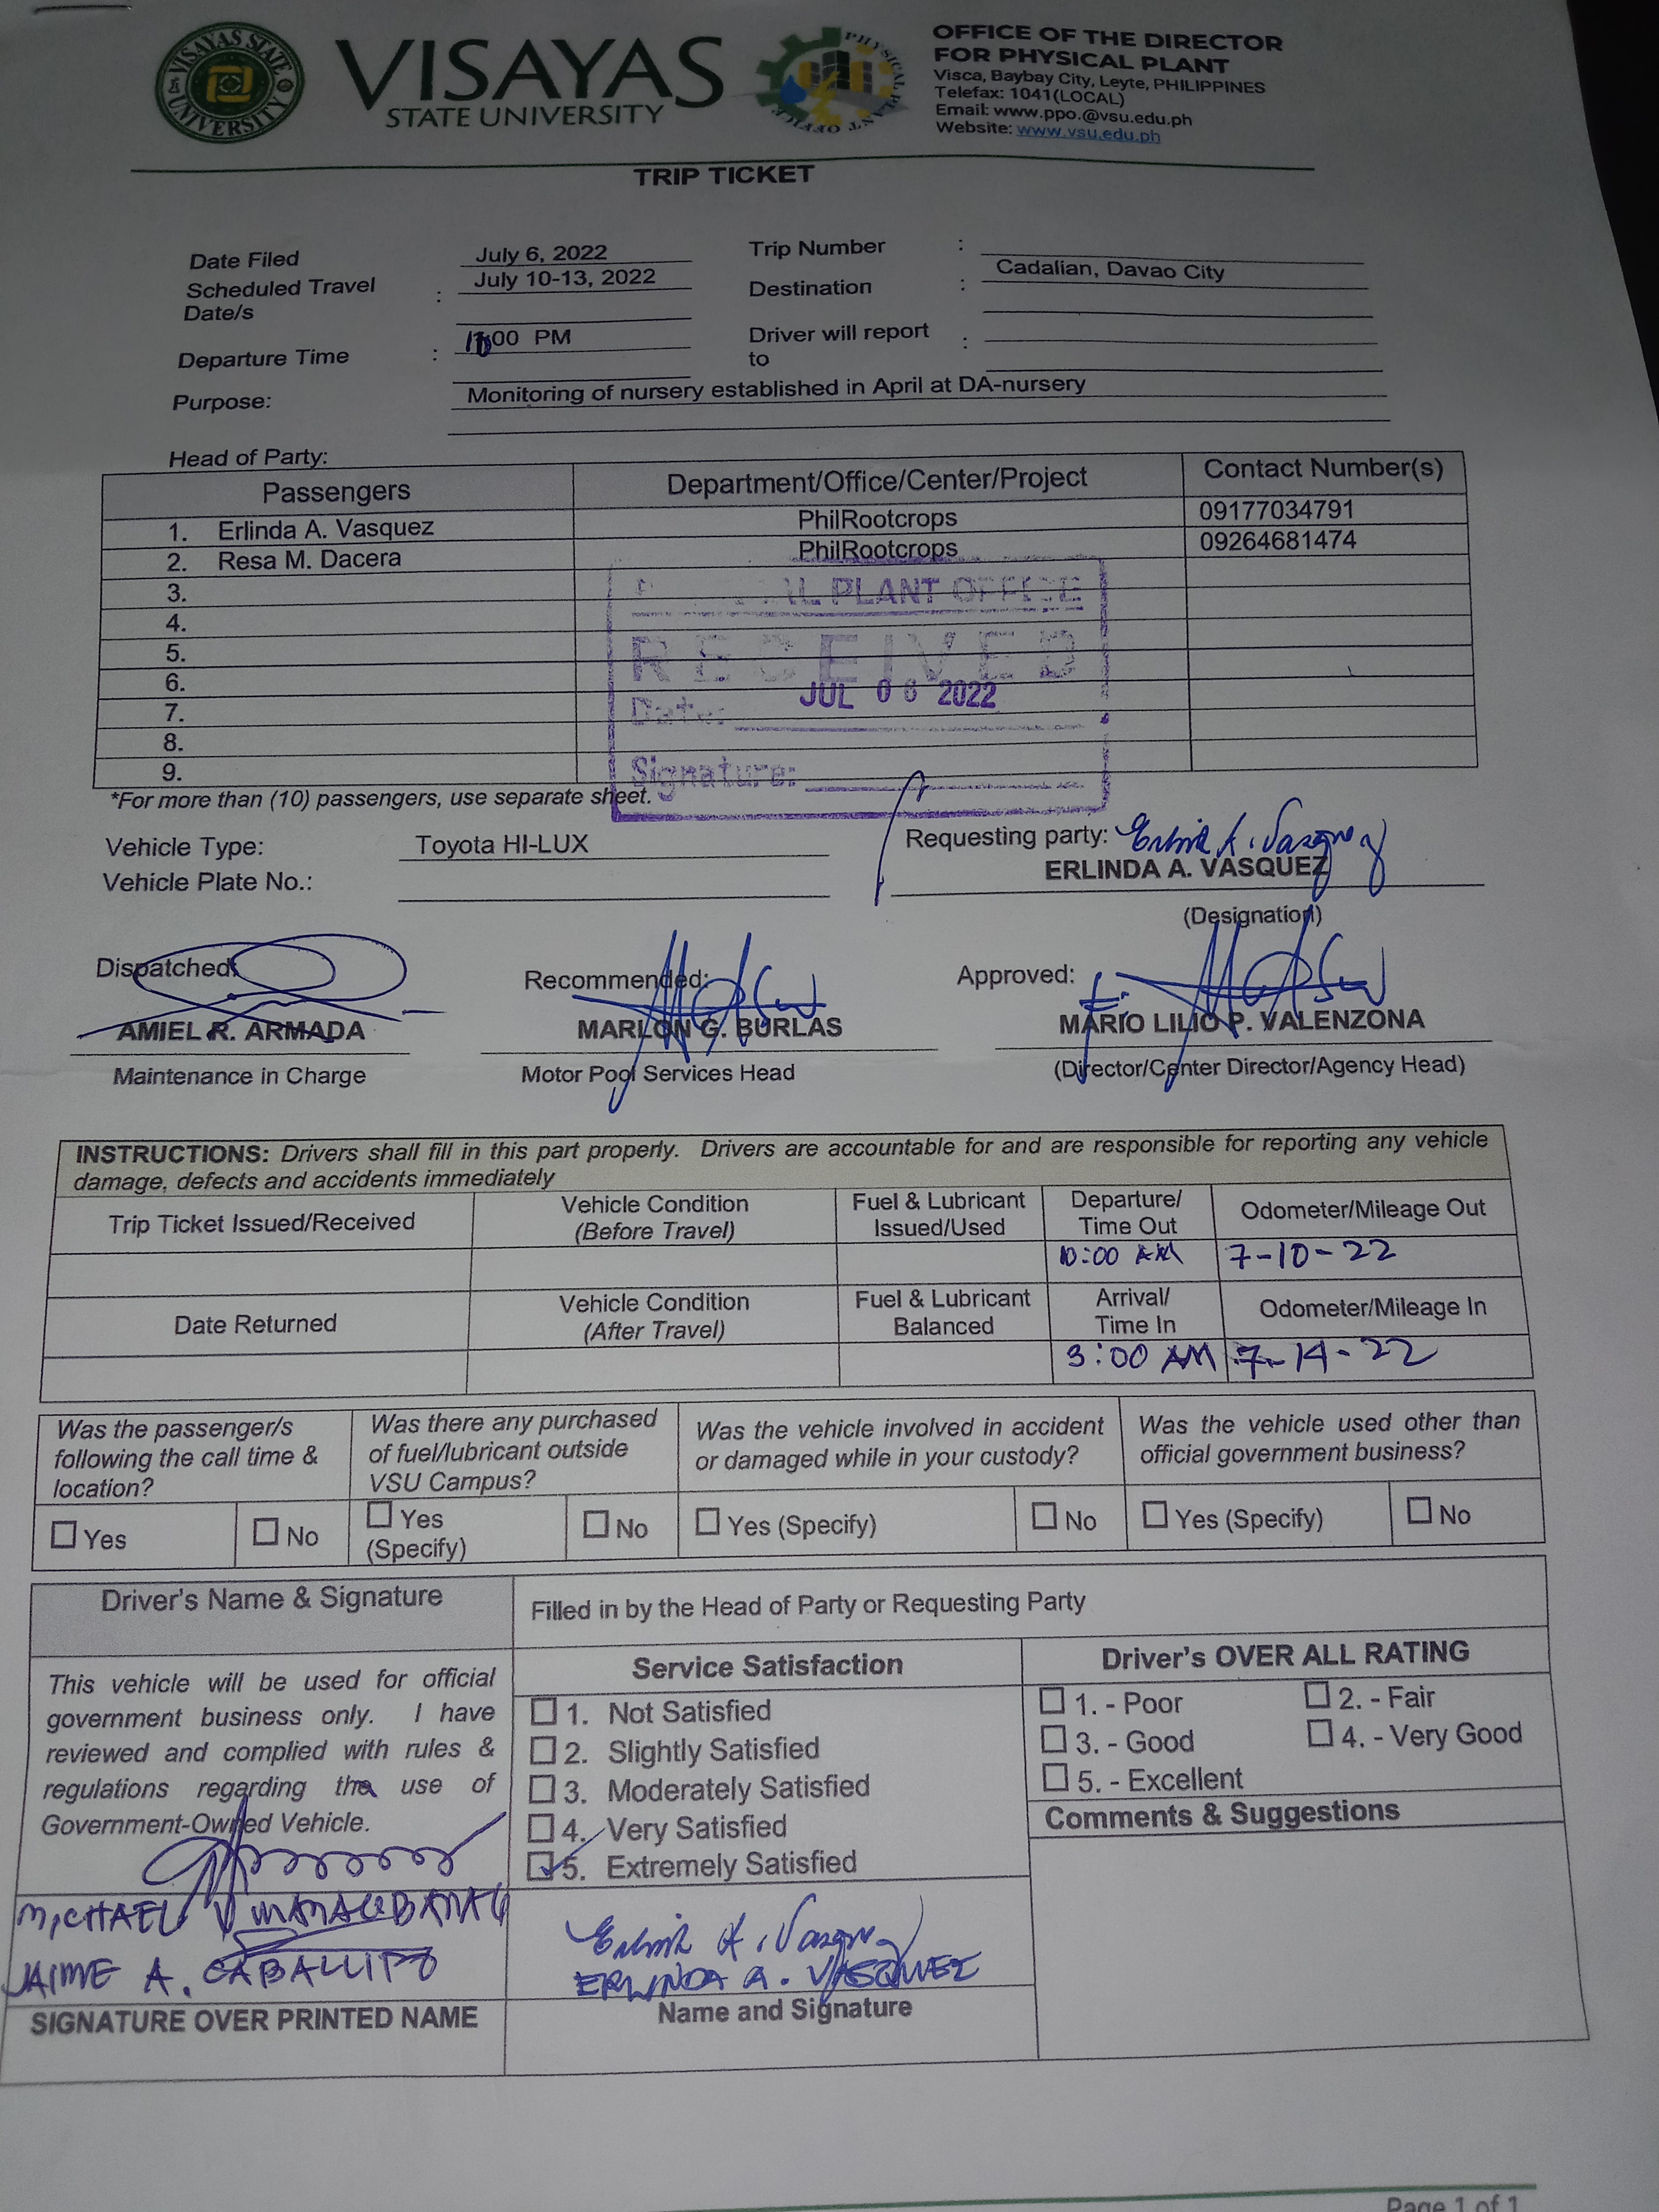 VISAYAS STATE UNIVERSITY
VISAYAS
STATE UNIVERSITY
PHYSICAL PLANT OFFICE
OFFICE OF THE DIRECTOR
FOR PHYSICAL PLANT
Visca, Baybay City, Leyte, PHILIPPINES
Telefax: 1041(LOCAL)
Email: www.ppo.@vsu.edu.ph
Website: www.vsu.edu.ph
TRIP TICKET
Date Filed July 6, 2022 Trip Number :
Scheduled Travel Date/s : July 10-13, 2022 Destination : Cadalian, Davao City
Departure Time : :00 PM Driver will report to :
Purpose: Monitoring of nursery established in April at DA-nursery
Head of Party:
Passengers Department/Office/Center/Project Contact Number(s)
1. Erlinda A. Vasquez PhilRootcrops 09177034791
2. Resa M. Dacera PhilRootcrops 09264681474
3.
4.
5.
6.
7.
8.
9.
PLANT OFFICE
RECEIVED
Date: JUL 06 2022
Signature:
*For more than (10) passengers, use separate sheet.
Vehicle Type: Toyota HI-LUX
Vehicle Plate No.:
Requesting party: Erlinda A. Vasquez
ERLINDA A. VASQUEZ
(Designation)
Dispatched: Recommended: Approved:
AMIEL R. ARMADA MARLON G. BURLAS MARIO LILIO P. VALENZONA
Maintenance in Charge Motor Pool Services Head (Director/Center Director/Agency Head)
INSTRUCTIONS: Drivers shall fill in this part properly. Drivers are accountable for and are responsible for reporting any vehicle
damage, defects and accidents immediately
Trip Ticket Issued/Received Vehicle Condition (Before Travel) Fuel & Lubricant Issued/Used Departure/ Time Out Odometer/Mileage Out
10:00 AM 7-10-22
Date Returned Vehicle Condition (After Travel) Fuel & Lubricant Balanced Arrival/ Time In Odometer/Mileage In
3:00 AM 7-14-22
Was the passenger/s following the call time & location?
Yes No
Was there any purchased of fuel/lubricant outside VSU Campus?
Yes (Specify) No
Was the vehicle involved in accident or damaged while in your custody?
Yes (Specify) No
Was the vehicle used other than official government business?
Yes (Specify) No
Driver's Name & Signature
This vehicle will be used for official
government business only. I have
reviewed and complied with rules &
regulations regarding the use of
Government-Owned Vehicle.
JAIME A.
SIGNATURE OVER PRINTED NAME
Filled in by the Head of Party or Requesting Party
Service Satisfaction
1. Not Satisfied
2. Slightly Satisfied
3. Moderately Satisfied
4. Very Satisfied
5. Extremely Satisfied
Erlinda A. Vasquez
ERLINDA A. VASQUEZ
Name and Signature
Driver's OVER ALL RATING
1. - Poor 2. - Fair
3. - Good 4. - Very Good
5. - Excellent
Comments & Suggestions
Page 1 of 1